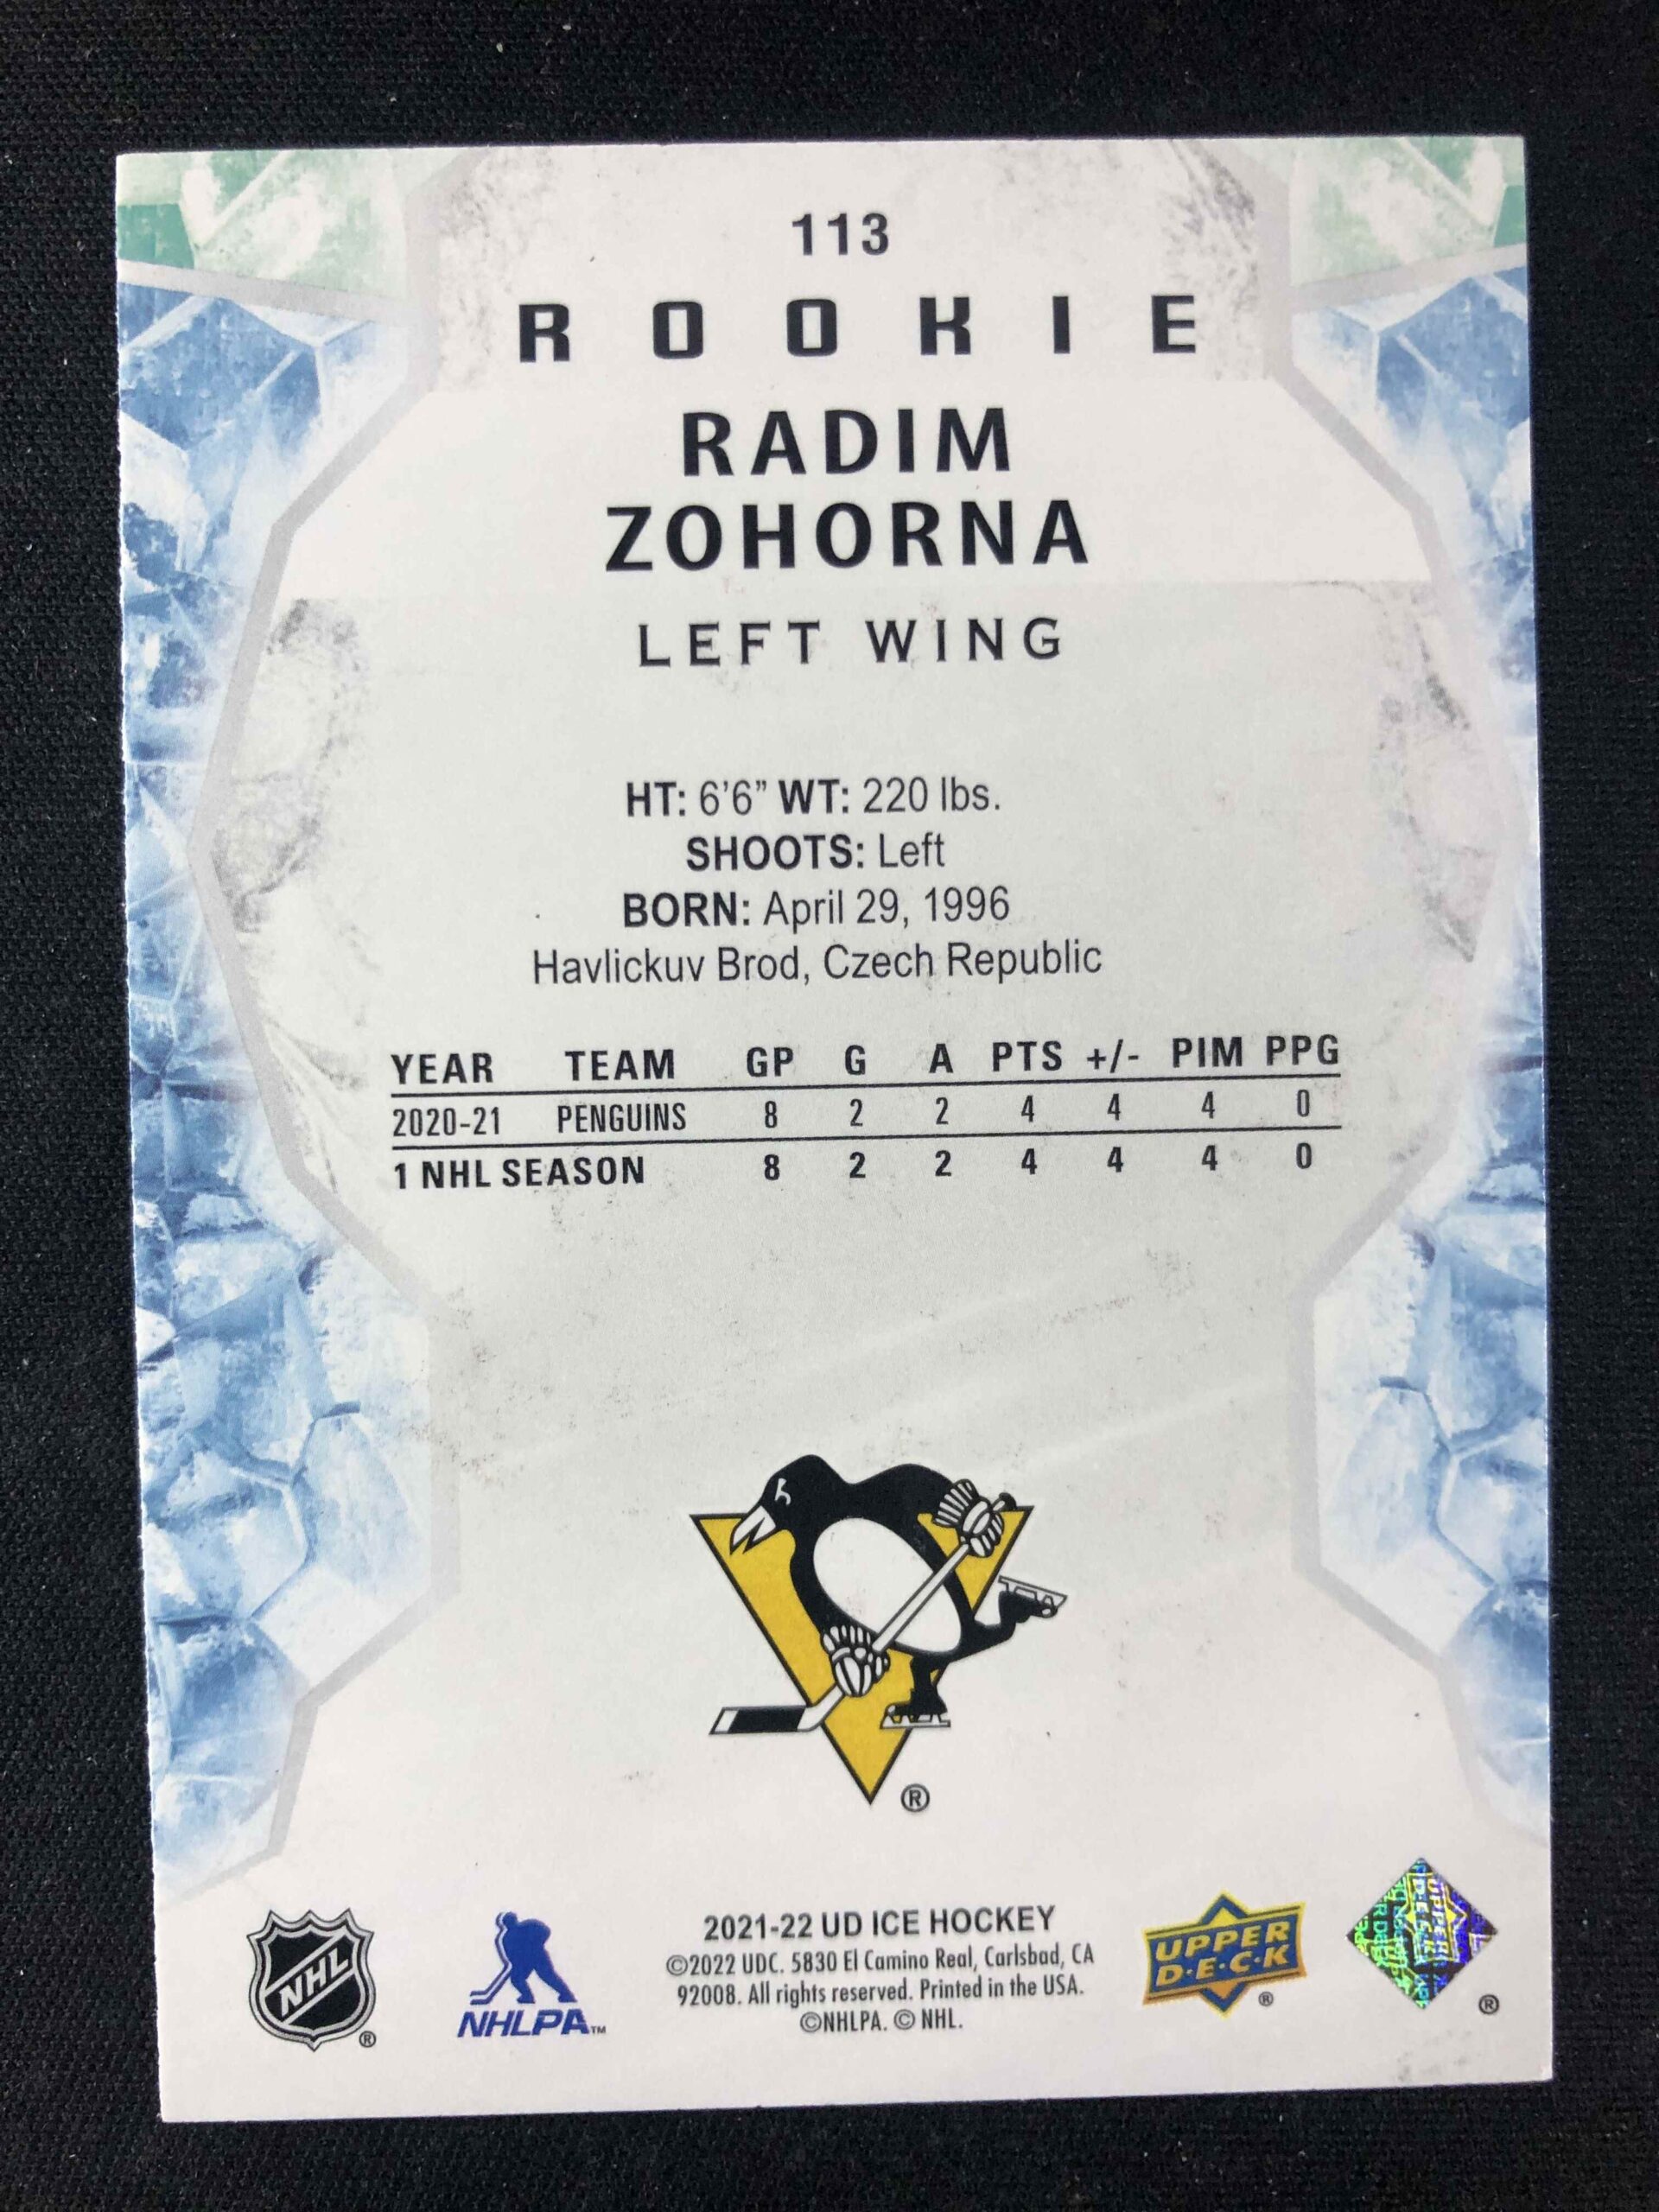 113
ROOKIE
RADIM
ZOHORNA
LEFT WING
HT: 6'6" WT: 220 lbs.
SHOOTS: Left
BORN: April 29, 1996
Havlickuv Brod, Czech Republic
YEAR TEAM GP G A PTS +/- PIM PPG
2020-21 PENGUINS 8 2 2 4 4 4 0
1 NHL SEASON 8 2 2 4 4 4 0
®
NHL ®
NHLPA™
2021-22 UD ICE HOCKEY
©2022 UDC. 5830 El Camino Real, Carlsbad, CA
92008. All rights reserved. Printed in the USA.
©NHLPA. © NHL.
UPPER
D·E·C·K ®
®